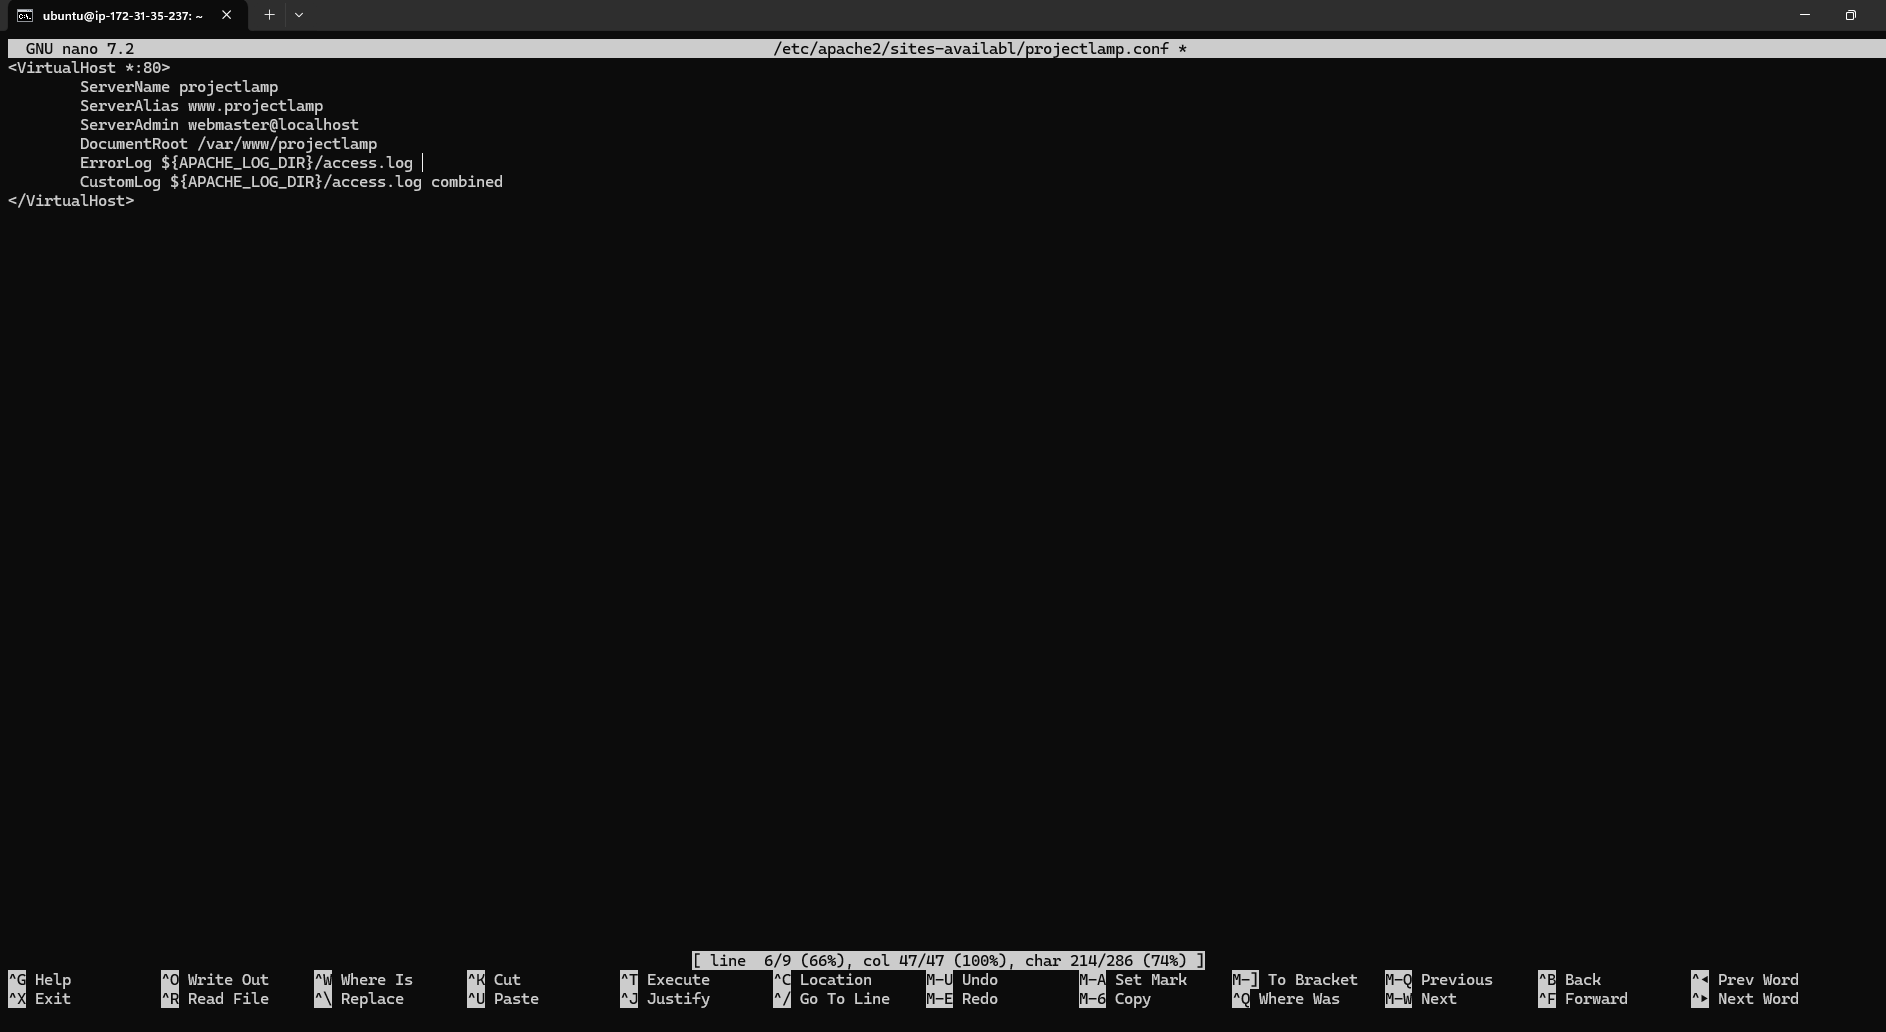 ubuntu@ip-172-31-35-237: ~
GNU nano 7.2 /etc/apache2/sites-availabl/projectlamp.conf *
<VirtualHost *:80>
ServerName projectlamp
ServerAlias www.projectlamp
ServerAdmin webmaster@localhost
DocumentRoot /var/www/projectlamp
ErrorLog ${APACHE_LOG_DIR}/access.log
CustomLog ${APACHE_LOG_DIR}/access.log combined
</VirtualHost>
[ line  6/9 (66%), col 47/47 (100%), char 214/286 (74%) ]
^G Help ^O Write Out ^W Where Is ^K Cut ^T Execute ^C Location M-U Undo M-A Set Mark M-] To Bracket M-Q Previous ^B Back ^◂ Prev Word
^X Exit ^R Read File ^\ Replace ^U Paste ^J Justify ^/ Go To Line M-E Redo M-6 Copy ^Q Where Was M-W Next ^F Forward ^▸ Next Word